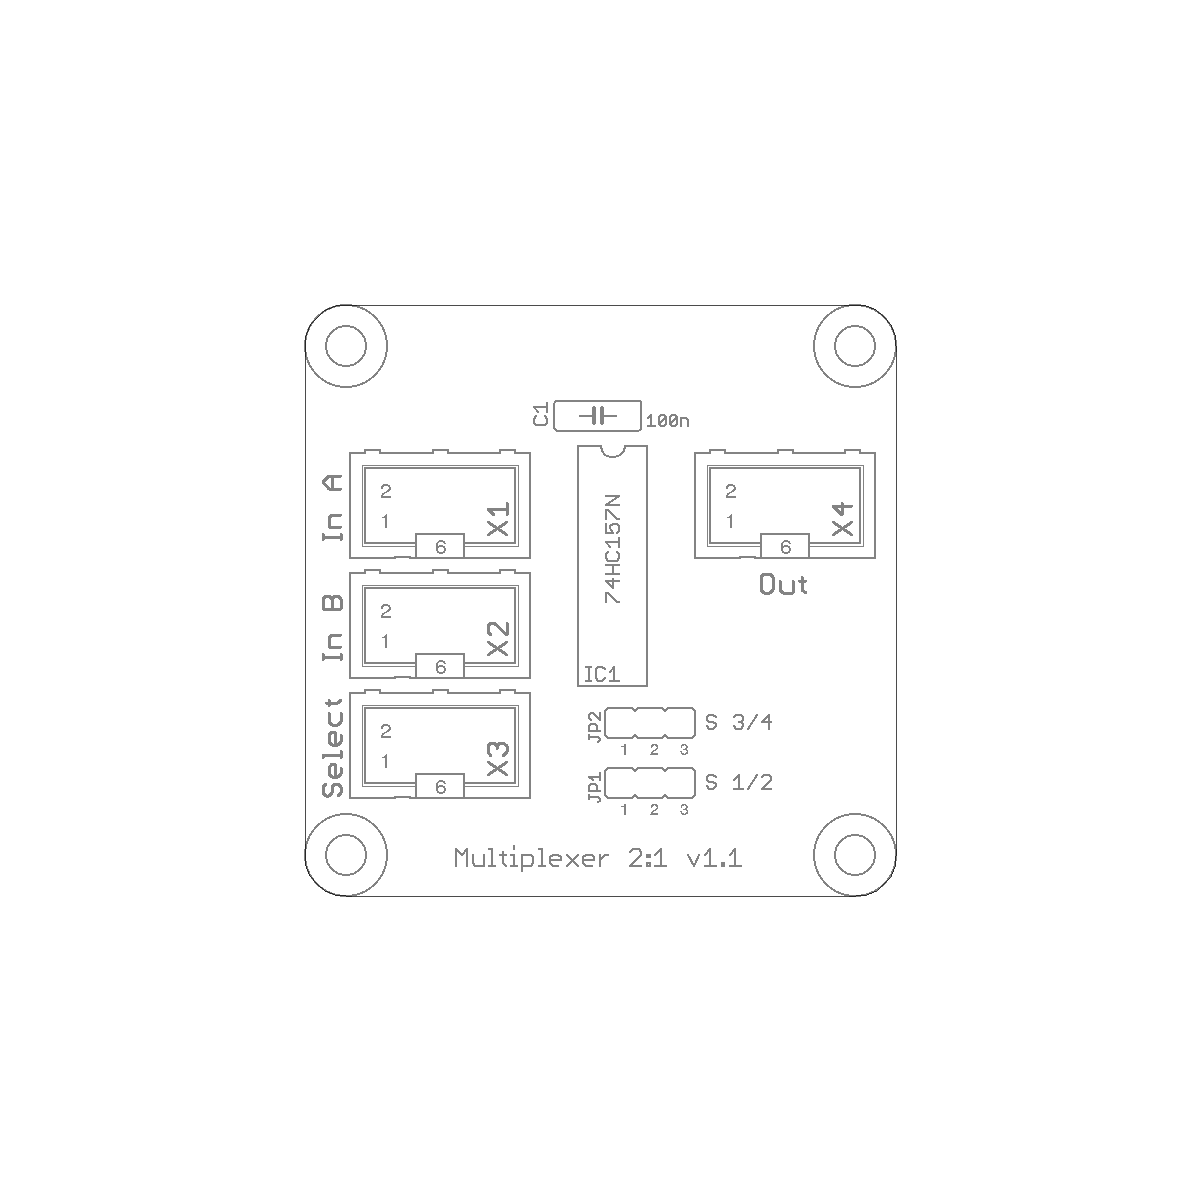 C1
100n
In A
2
1
6
X1
74HC157N
IC1
2
1
6
X4
Out
In B
2
1
6
X2
Select
2
1
6
X3
JP2
1 2 3
S 3/4
JP1
1 2 3
S 1/2
Multiplexer 2:1 v1.1